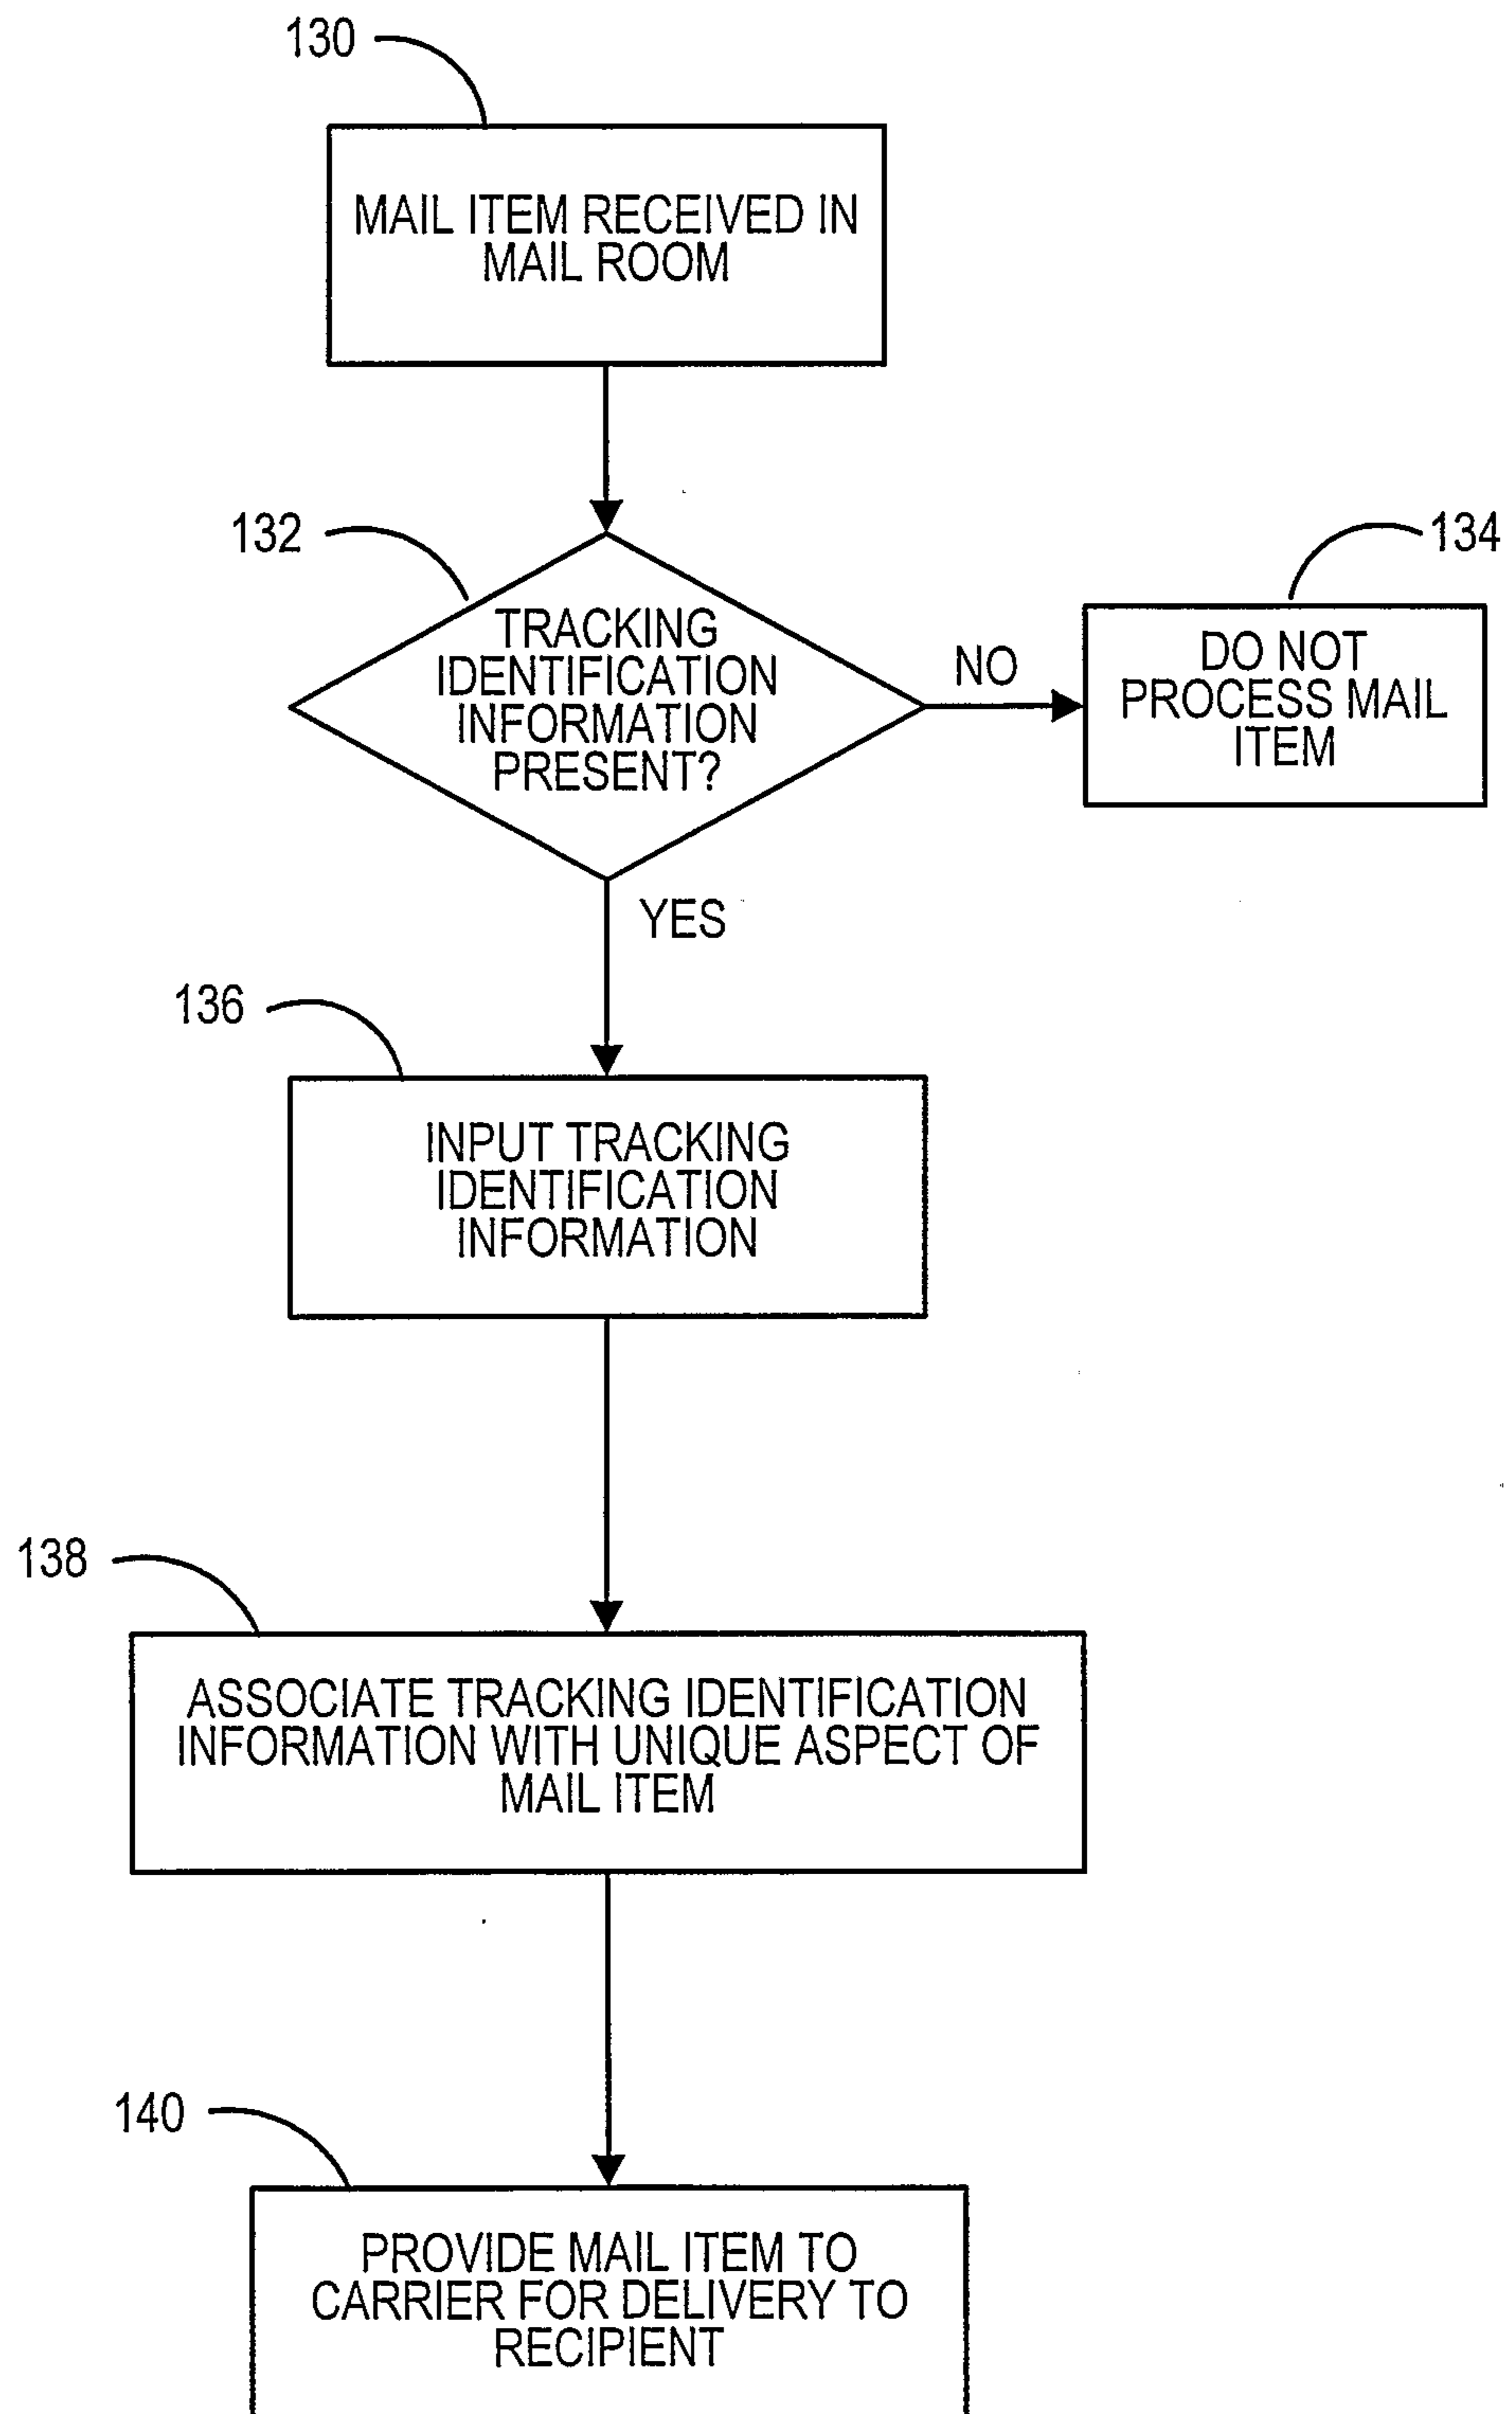 130
MAIL ITEM RECEIVED IN
MAIL ROOM
132
TRACKING
IDENTIFICATION
INFORMATION
PRESENT?
NO
134
DO NOT
PROCESS MAIL
ITEM
YES
136
INPUT TRACKING
IDENTIFICATION
INFORMATION
138
ASSOCIATE TRACKING IDENTIFICATION
INFORMATION WITH UNIQUE ASPECT OF
MAIL ITEM
140
PROVIDE MAIL ITEM TO
CARRIER FOR DELIVERY TO
RECIPIENT